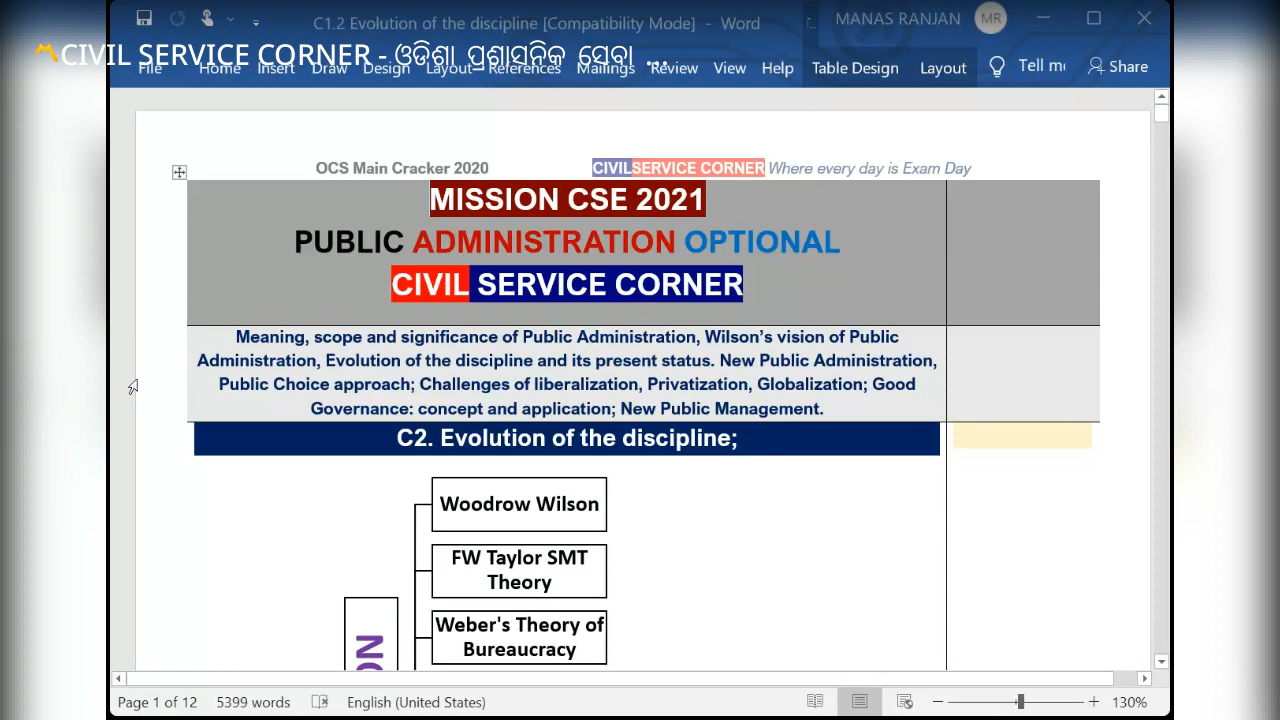 C1.2 Evolution of the discipline [Compatibility Mode] - Word
MANAS RANJAN MR
〽️CIVIL SERVICE CORNER - ଓଡିଶା ପ୍ରଶାସନିକ ସେବା ...
File Home Insert Draw Design Layout References Mailings Review View Help Table Design Layout Tell me Share
OCS Main Cracker 2020 CIVILSERVICE CORNER Where every day is Exam Day
MISSION CSE 2021
PUBLIC ADMINISTRATION OPTIONAL
CIVIL SERVICE CORNER
Meaning, scope and significance of Public Administration, Wilson’s vision of Public
Administration, Evolution of the discipline and its present status. New Public Administration,
Public Choice approach; Challenges of liberalization, Privatization, Globalization; Good
Governance: concept and application; New Public Management.
C2. Evolution of the discipline;
Woodrow Wilson
FW Taylor SMT
Theory
Weber's Theory of
Bureaucracy
Page 1 of 12 5399 words English (United States) 130%